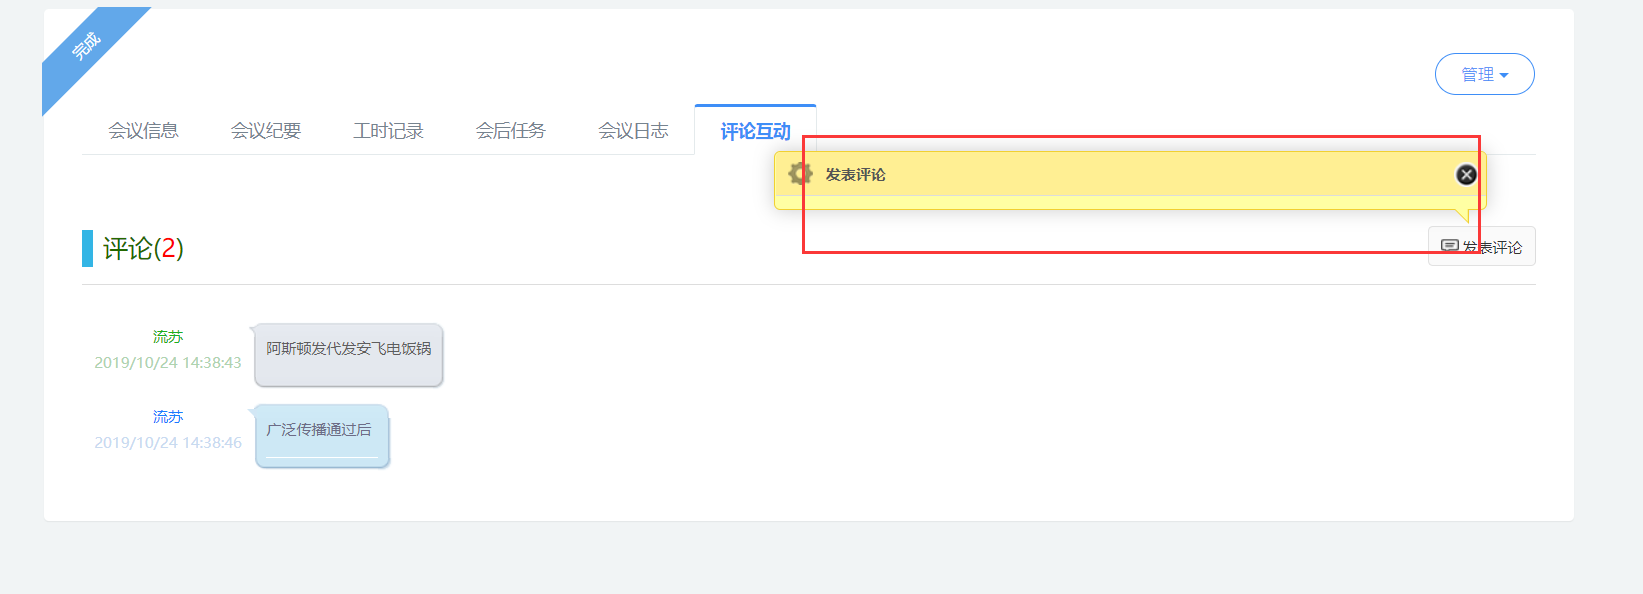 完成
管理
会议信息 会议纪要 工时记录 会后任务 会议日志 评论互动
发表评论
评论(2)
发表评论
流苏
阿斯顿发代发安飞电饭锅
2019/10/24 14:38:43
流苏
广泛传播通过后
2019/10/24 14:38:46